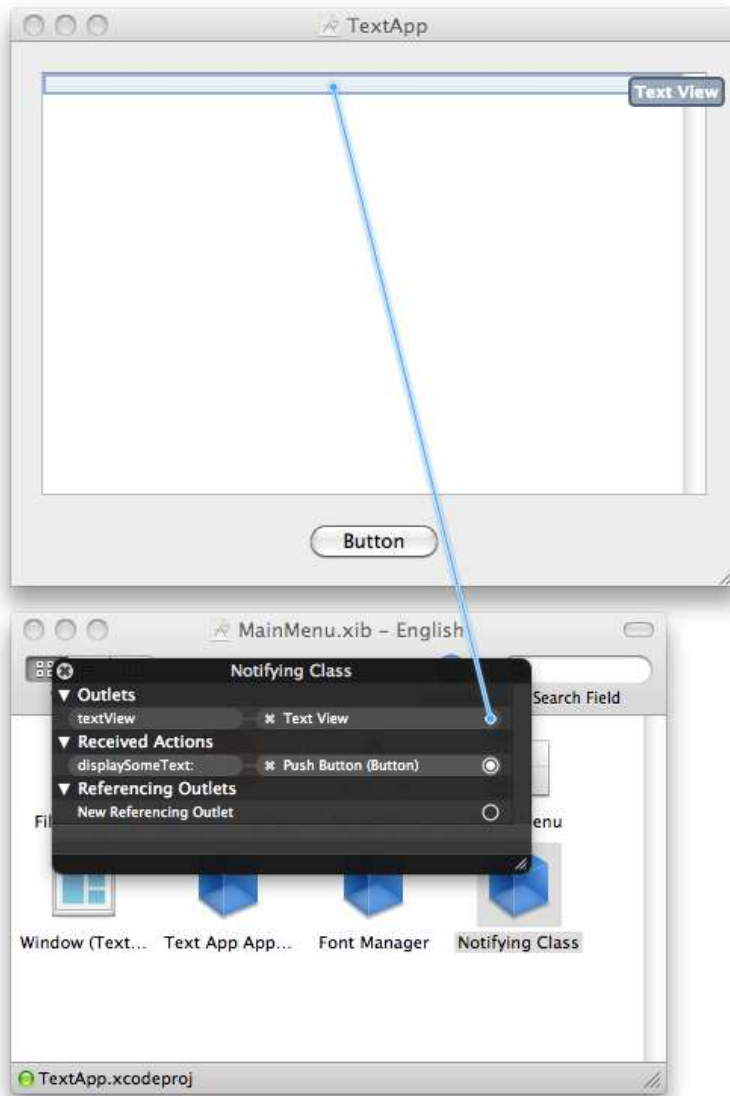 TextApp
Text View
Button
MainMenu.xib – English
Notifying Class
Search Field
▼ Outlets
textView ✖ Text View
▼ Received Actions
displaySomeText: ✖ Push Button (Button)
▼ Referencing Outlets
New Referencing Outlet
Fil
enu
Window (Text... Text App App... Font Manager Notifying Class
TextApp.xcodeproj